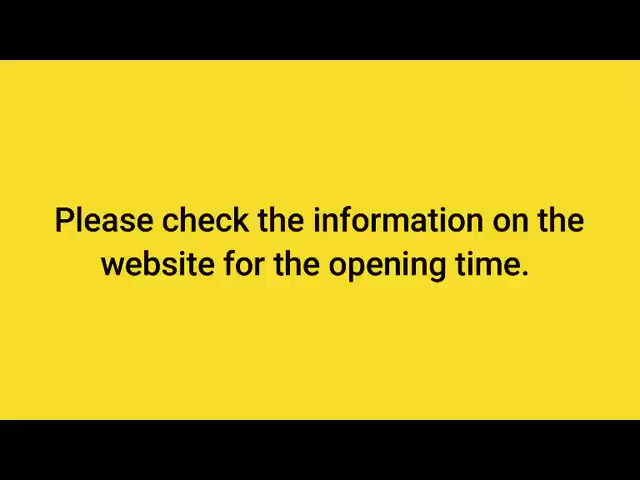 Please check the information on the
website for the opening time.